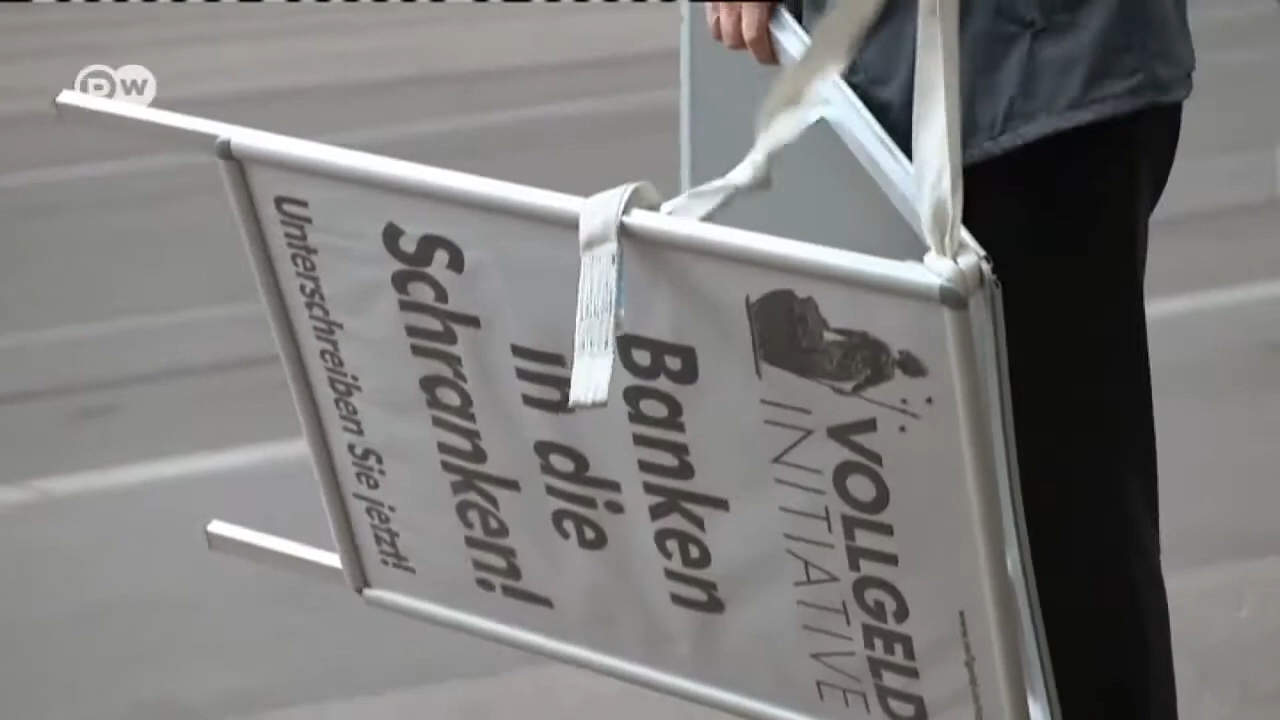 DW
VOLLGELD
INITIATIVE
Banken
in die
Schranken!
Unterschreiben Sie jetzt!